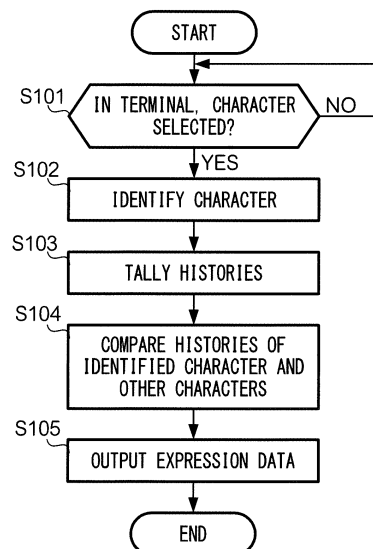 START
S101
IN TERMINAL, CHARACTER
SELECTED?
NO
YES
S102
IDENTIFY CHARACTER
S103
TALLY HISTORIES
S104
COMPARE HISTORIES OF
IDENTIFIED CHARACTER AND
OTHER CHARACTERS
S105
OUTPUT EXPRESSION DATA
END